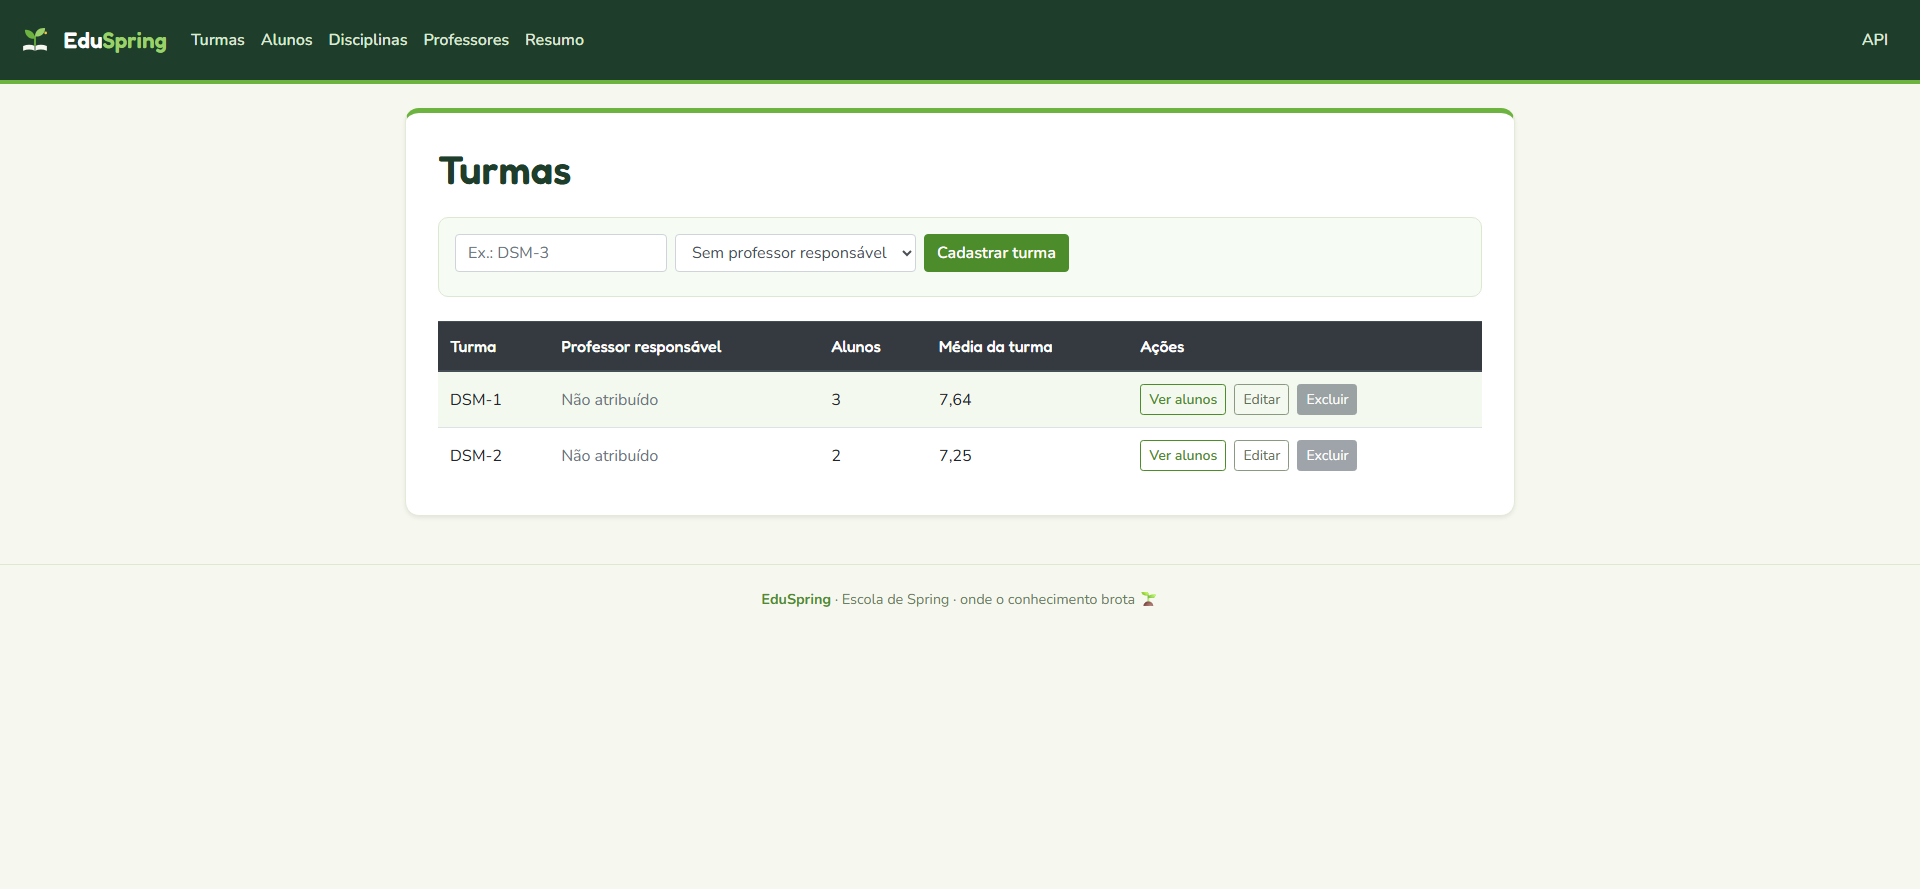 EduSpring Turmas Alunos Disciplinas Professores Resumo API
Turmas
Ex.: DSM-3 Sem professor responsável Cadastrar turma
Turma Professor responsável Alunos Média da turma Ações
DSM-1 Não atribuído 3 7,64 Ver alunos Editar Excluir
DSM-2 Não atribuído 2 7,25 Ver alunos Editar Excluir
EduSpring · Escola de Spring · onde o conhecimento brota